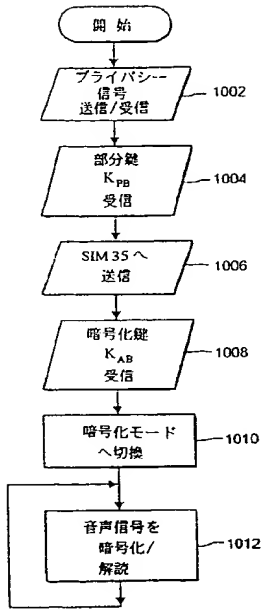 開 始
プライバシー
信号
送信/受信
1002
部分鍵
K_PB
受信
1004
SIM 35 へ
送信
1006
暗号化鍵
K_AB
受信
1008
暗号化モード
へ切換
1010
音声信号を
暗号化/
解読
1012